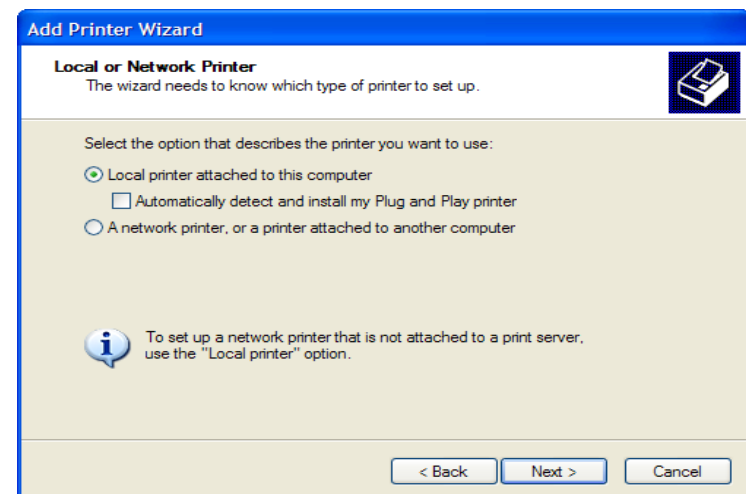 Add Printer Wizard
Local or Network Printer
The wizard needs to know which type of printer to set up.
Select the option that describes the printer you want to use:
Local printer attached to this computer
Automatically detect and install my Plug and Play printer
A network printer, or a printer attached to another computer
To set up a network printer that is not attached to a print server,
use the "Local printer" option.
< Back Next > Cancel